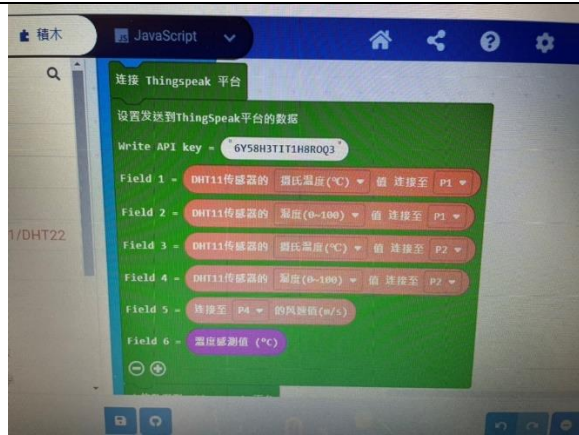 積木 JavaScript
连接 Thingspeak 平台
设置发送到ThingSpeak平台的数据
Write API key = "6Y58H3TIT1H8ROQ3"
Field 1 = DHT11传感器的 摄氏温度(℃) 值 连接至 P1
Field 2 = DHT11传感器的 湿度(0~100) 值 连接至 P1
1/DHT22
Field 3 = DHT11传感器的 摄氏温度(℃) 值 连接至 P2
Field 4 = DHT11传感器的 湿度(0~100) 值 连接至 P2
Field 5 = 连接至 P4 的风速值(m/s)
Field 6 = 温度感测值 (°C)